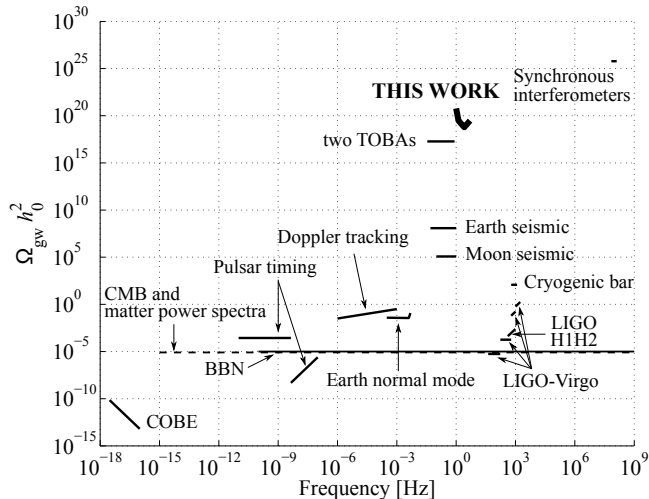 10^30
10^25
10^20
10^15
10^10
10^5
10^0
10^−5
10^−10
10^−15
Ω_gw h_0^2
Synchronous
interferometers
THIS WORK
two TOBAs
Earth seismic
Moon seismic
Doppler tracking
Pulsar timing
Cryogenic bar
CMB and
matter power spectra
LIGO
H1H2
BBN
Earth normal mode
LIGO-Virgo
COBE
10^−18 10^−15 10^−12 10^−9 10^−6 10^−3 10^0 10^3 10^6 10^9
Frequency [Hz]